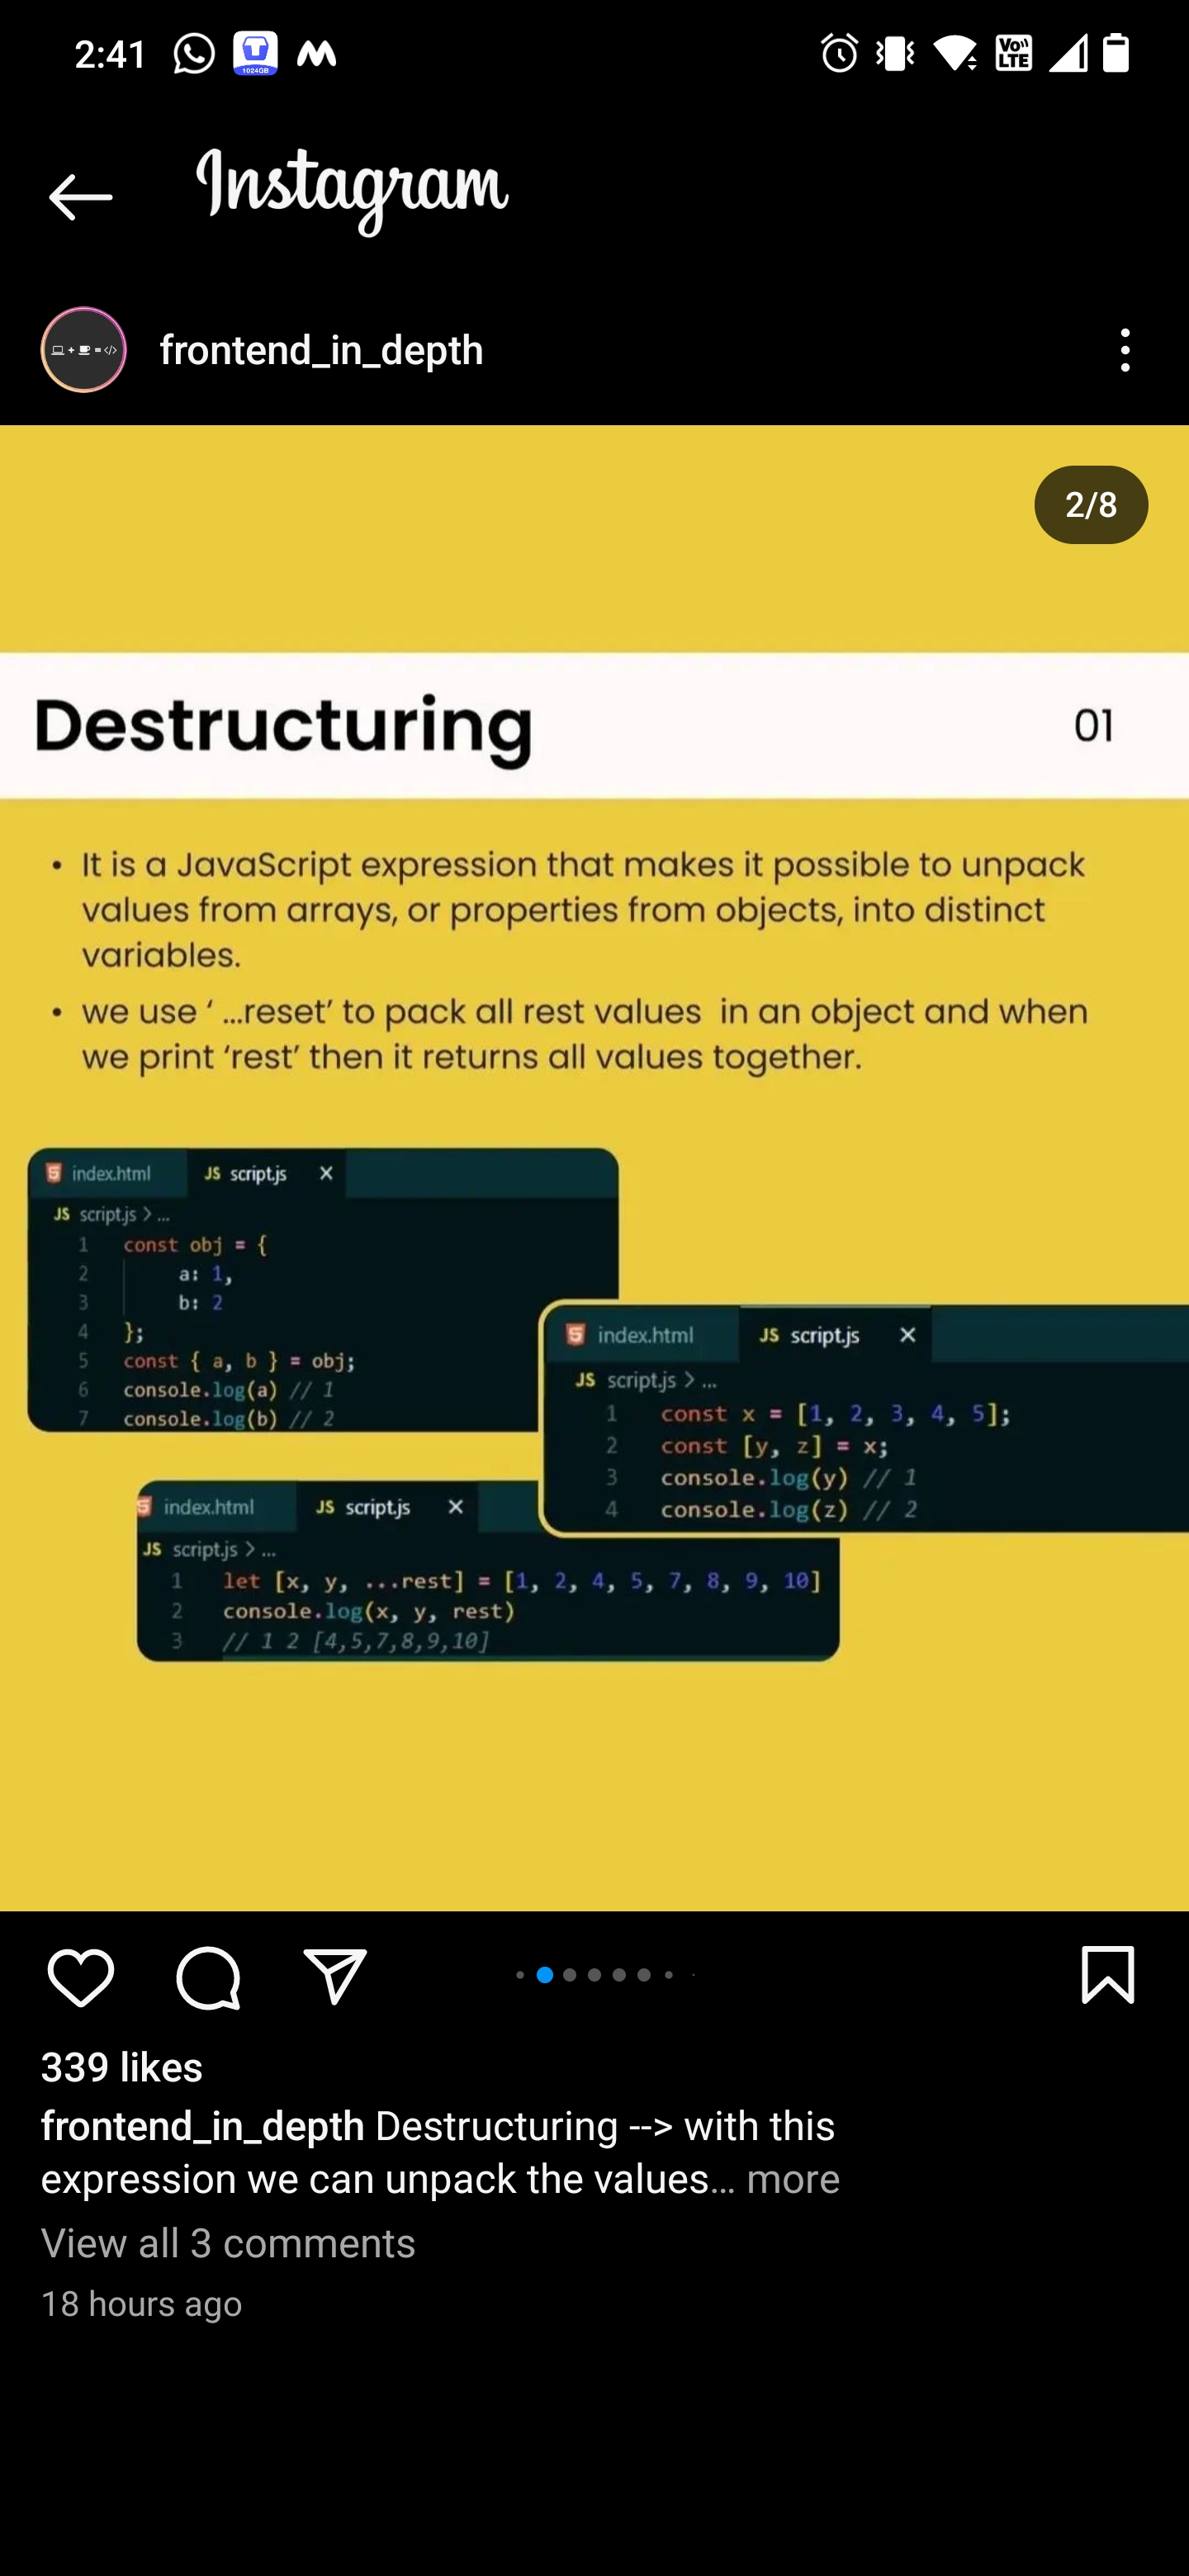 2:41
1024GB
Vo))
LTE
Instagram
frontend_in_depth
2/8
Destructuring
01
• It is a JavaScript expression that makes it possible to unpack
values from arrays, or properties from objects, into distinct
variables.
• we use ‘ ...reset’ to pack all rest values in an object and when
we print ‘rest’ then it returns all values together.
index.html JS script.js ×
JS script.js > ...
1 const obj = {
2 a: 1,
3 b: 2
4 };
5 const { a, b } = obj;
6 console.log(a) // 1
7 console.log(b) // 2
index.html JS script.js ×
JS script.js > ...
1 const x = [1, 2, 3, 4, 5];
2 const [y, z] = x;
3 console.log(y) // 1
4 console.log(z) // 2
index.html JS script.js ×
JS script.js > ...
1 let [x, y, ...rest] = [1, 2, 4, 5, 7, 8, 9, 10]
2 console.log(x, y, rest)
3 // 1 2 [4,5,7,8,9,10]
339 likes
frontend_in_depth Destructuring --> with this
expression we can unpack the values... more
View all 3 comments
18 hours ago